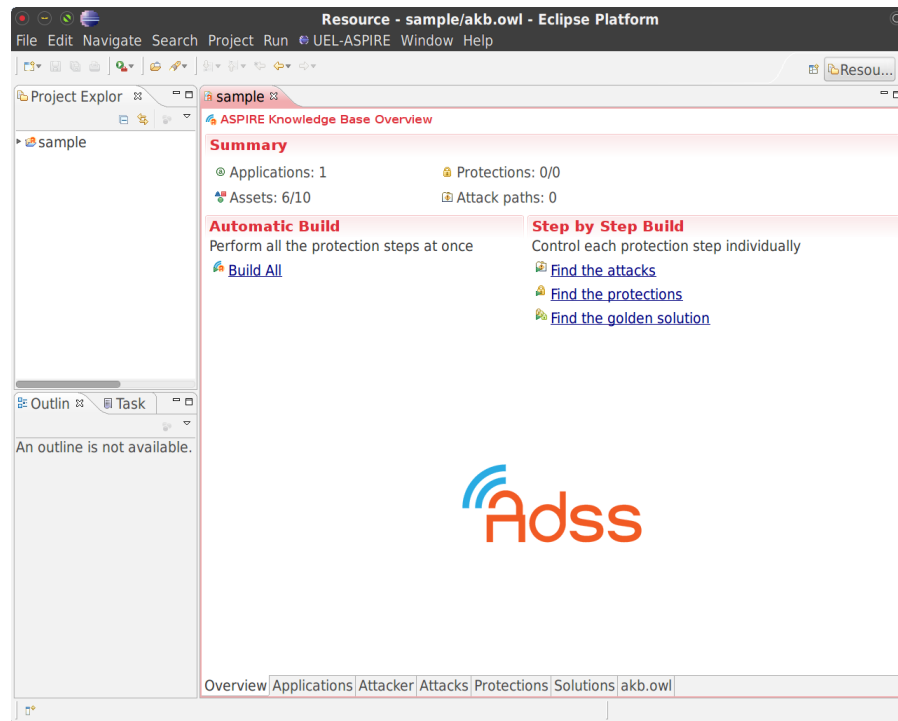 Resource - sample/akb.owl - Eclipse Platform
File Edit Navigate Search Project Run UEL-ASPIRE Window Help
Resou...
Project Explor
sample
sample
ASPIRE Knowledge Base Overview
Summary
Applications: 1
Protections: 0/0
Assets: 6/10
Attack paths: 0
Automatic Build
Perform all the protection steps at once
Build All
Step by Step Build
Control each protection step individually
Find the attacks
Find the protections
Find the golden solution
Outlin
Task
An outline is not available.
Adss
Overview Applications Attacker Attacks Protections Solutions akb.owl